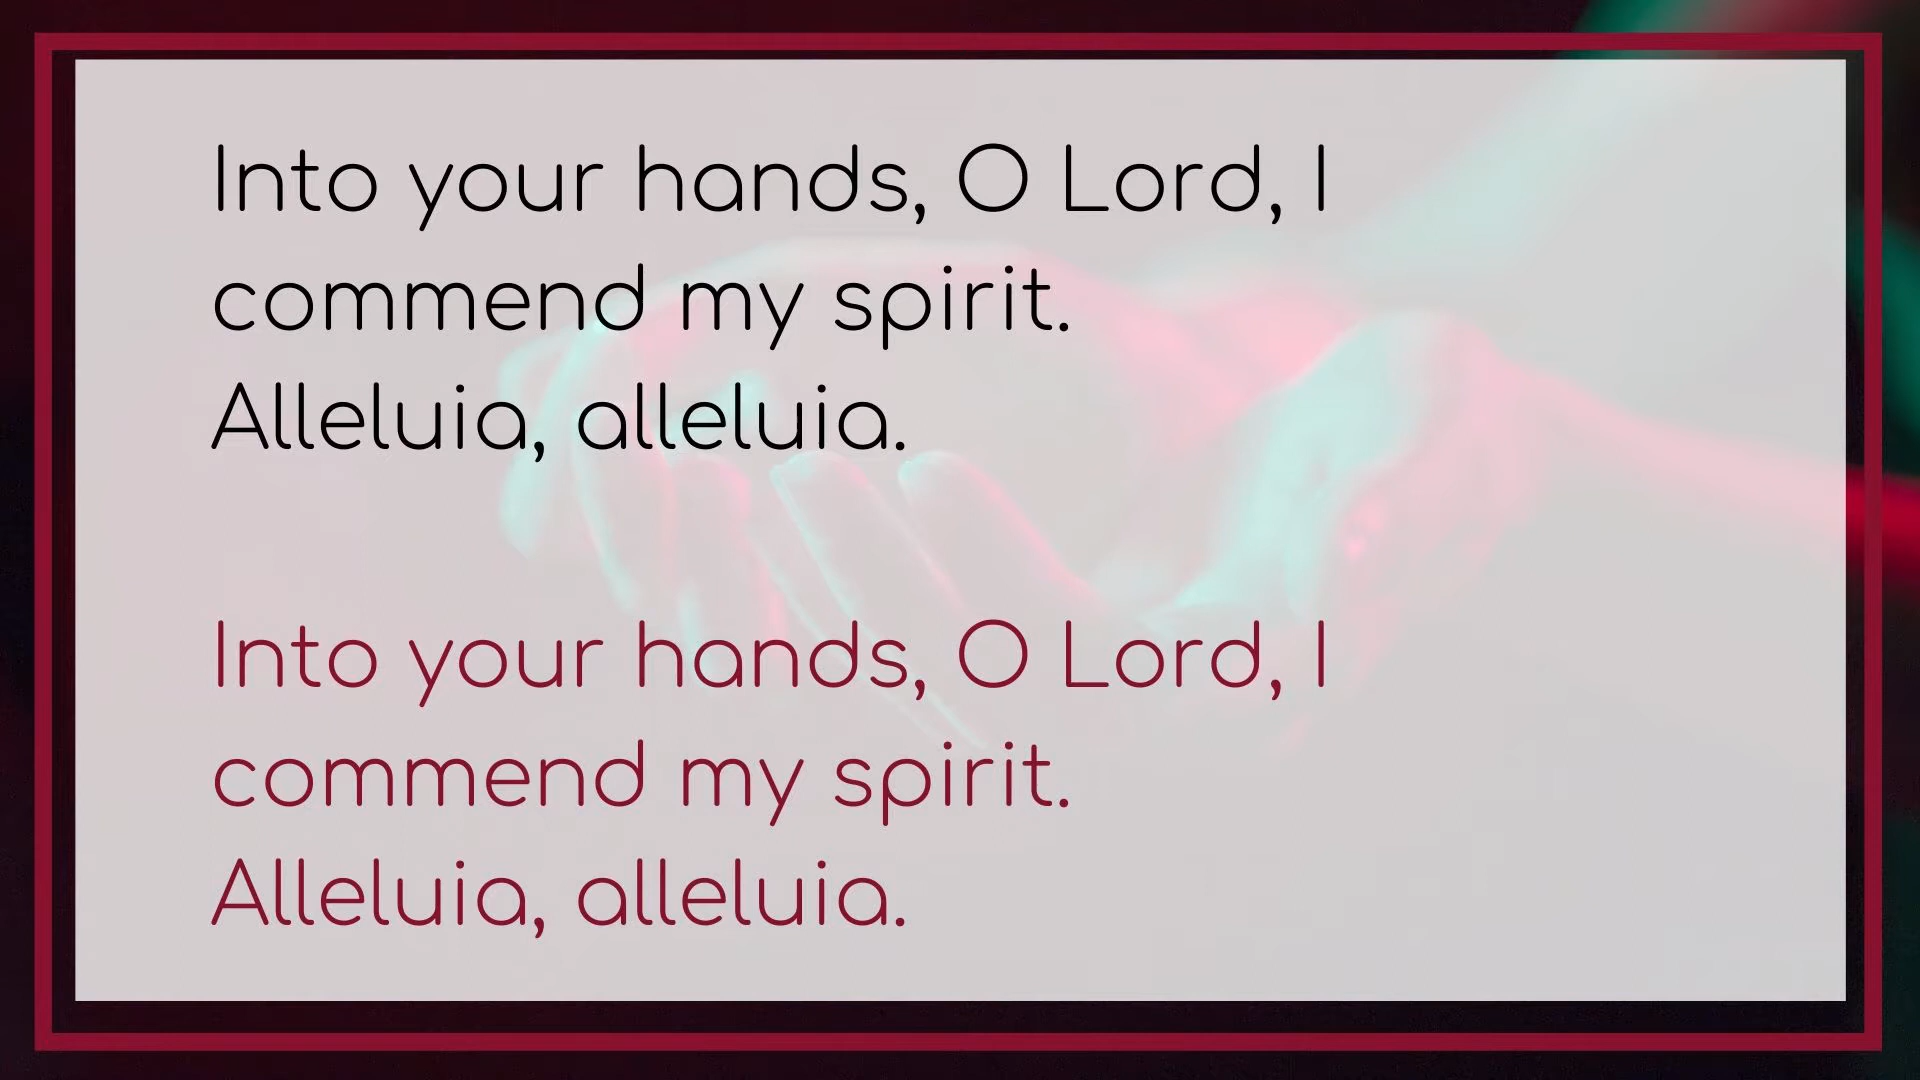 Into your hands, O Lord, I
commend my spirit.
Alleluia, alleluia.
Into your hands, O Lord, I
commend my spirit.
Alleluia, alleluia.